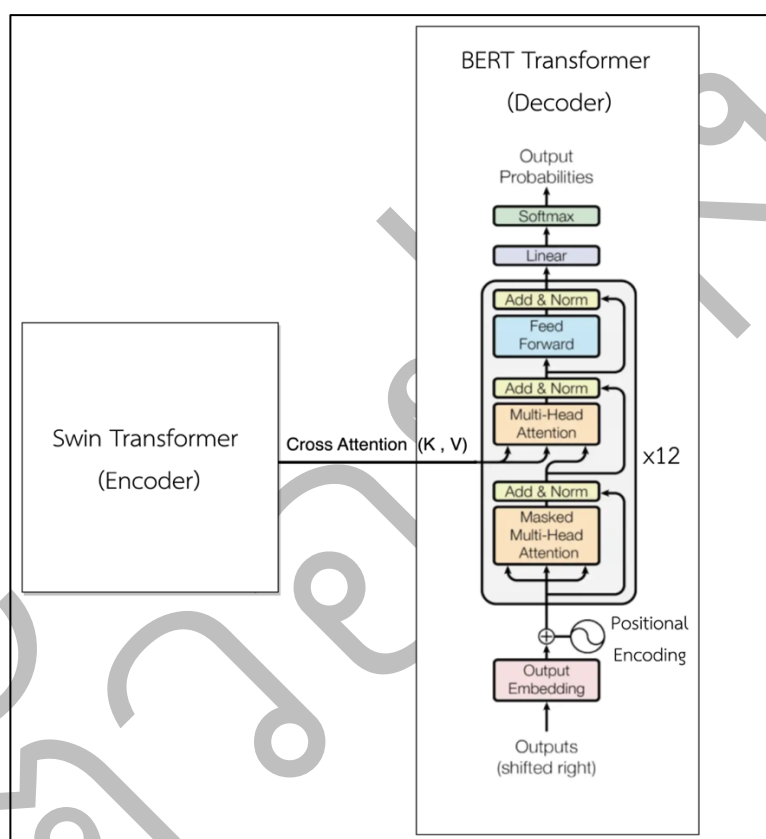 BERT Transformer
(Decoder)
Output
Probabilities
Softmax
Linear
Add & Norm
Feed
Forward
Add & Norm
Multi-Head
Attention
Swin Transformer
(Encoder)
Cross Attention (K , V)
x12
Add & Norm
Masked
Multi-Head
Attention
Positional
Encoding
Output
Embedding
Outputs
(shifted right)